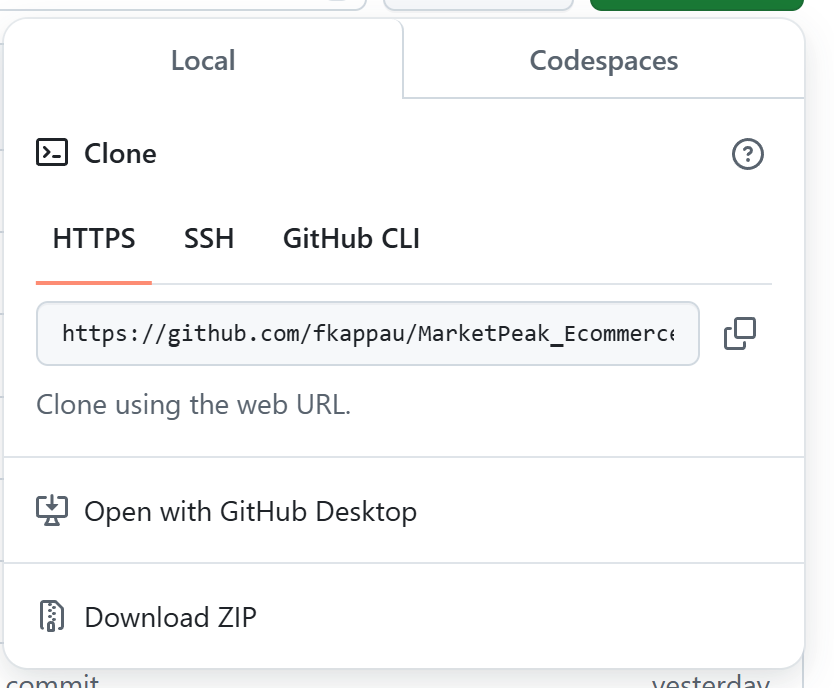 Local
Codespaces
Clone
HTTPS
SSH
GitHub CLI
https://github.com/fkappau/MarketPeak_Ecommerce
Clone using the web URL.
Open with GitHub Desktop
Download ZIP
commit
yesterday